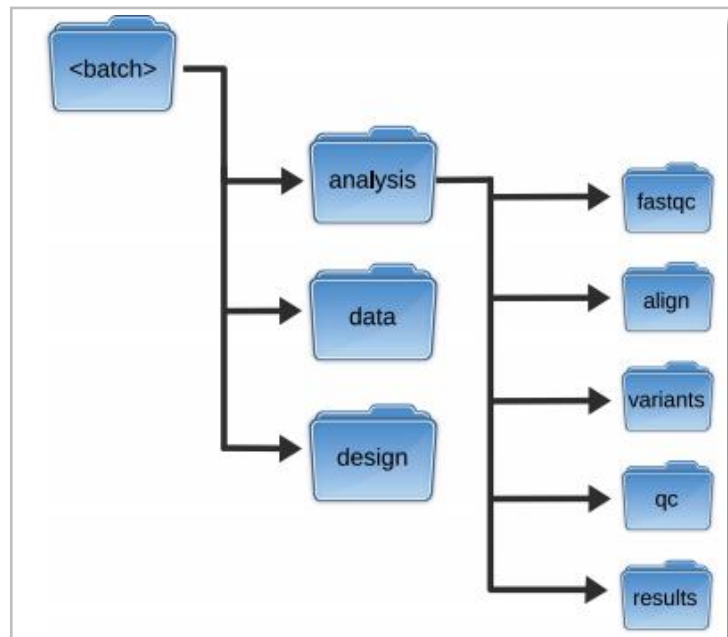 <batch>
analysis
data
design
fastqc
align
variants
qc
results